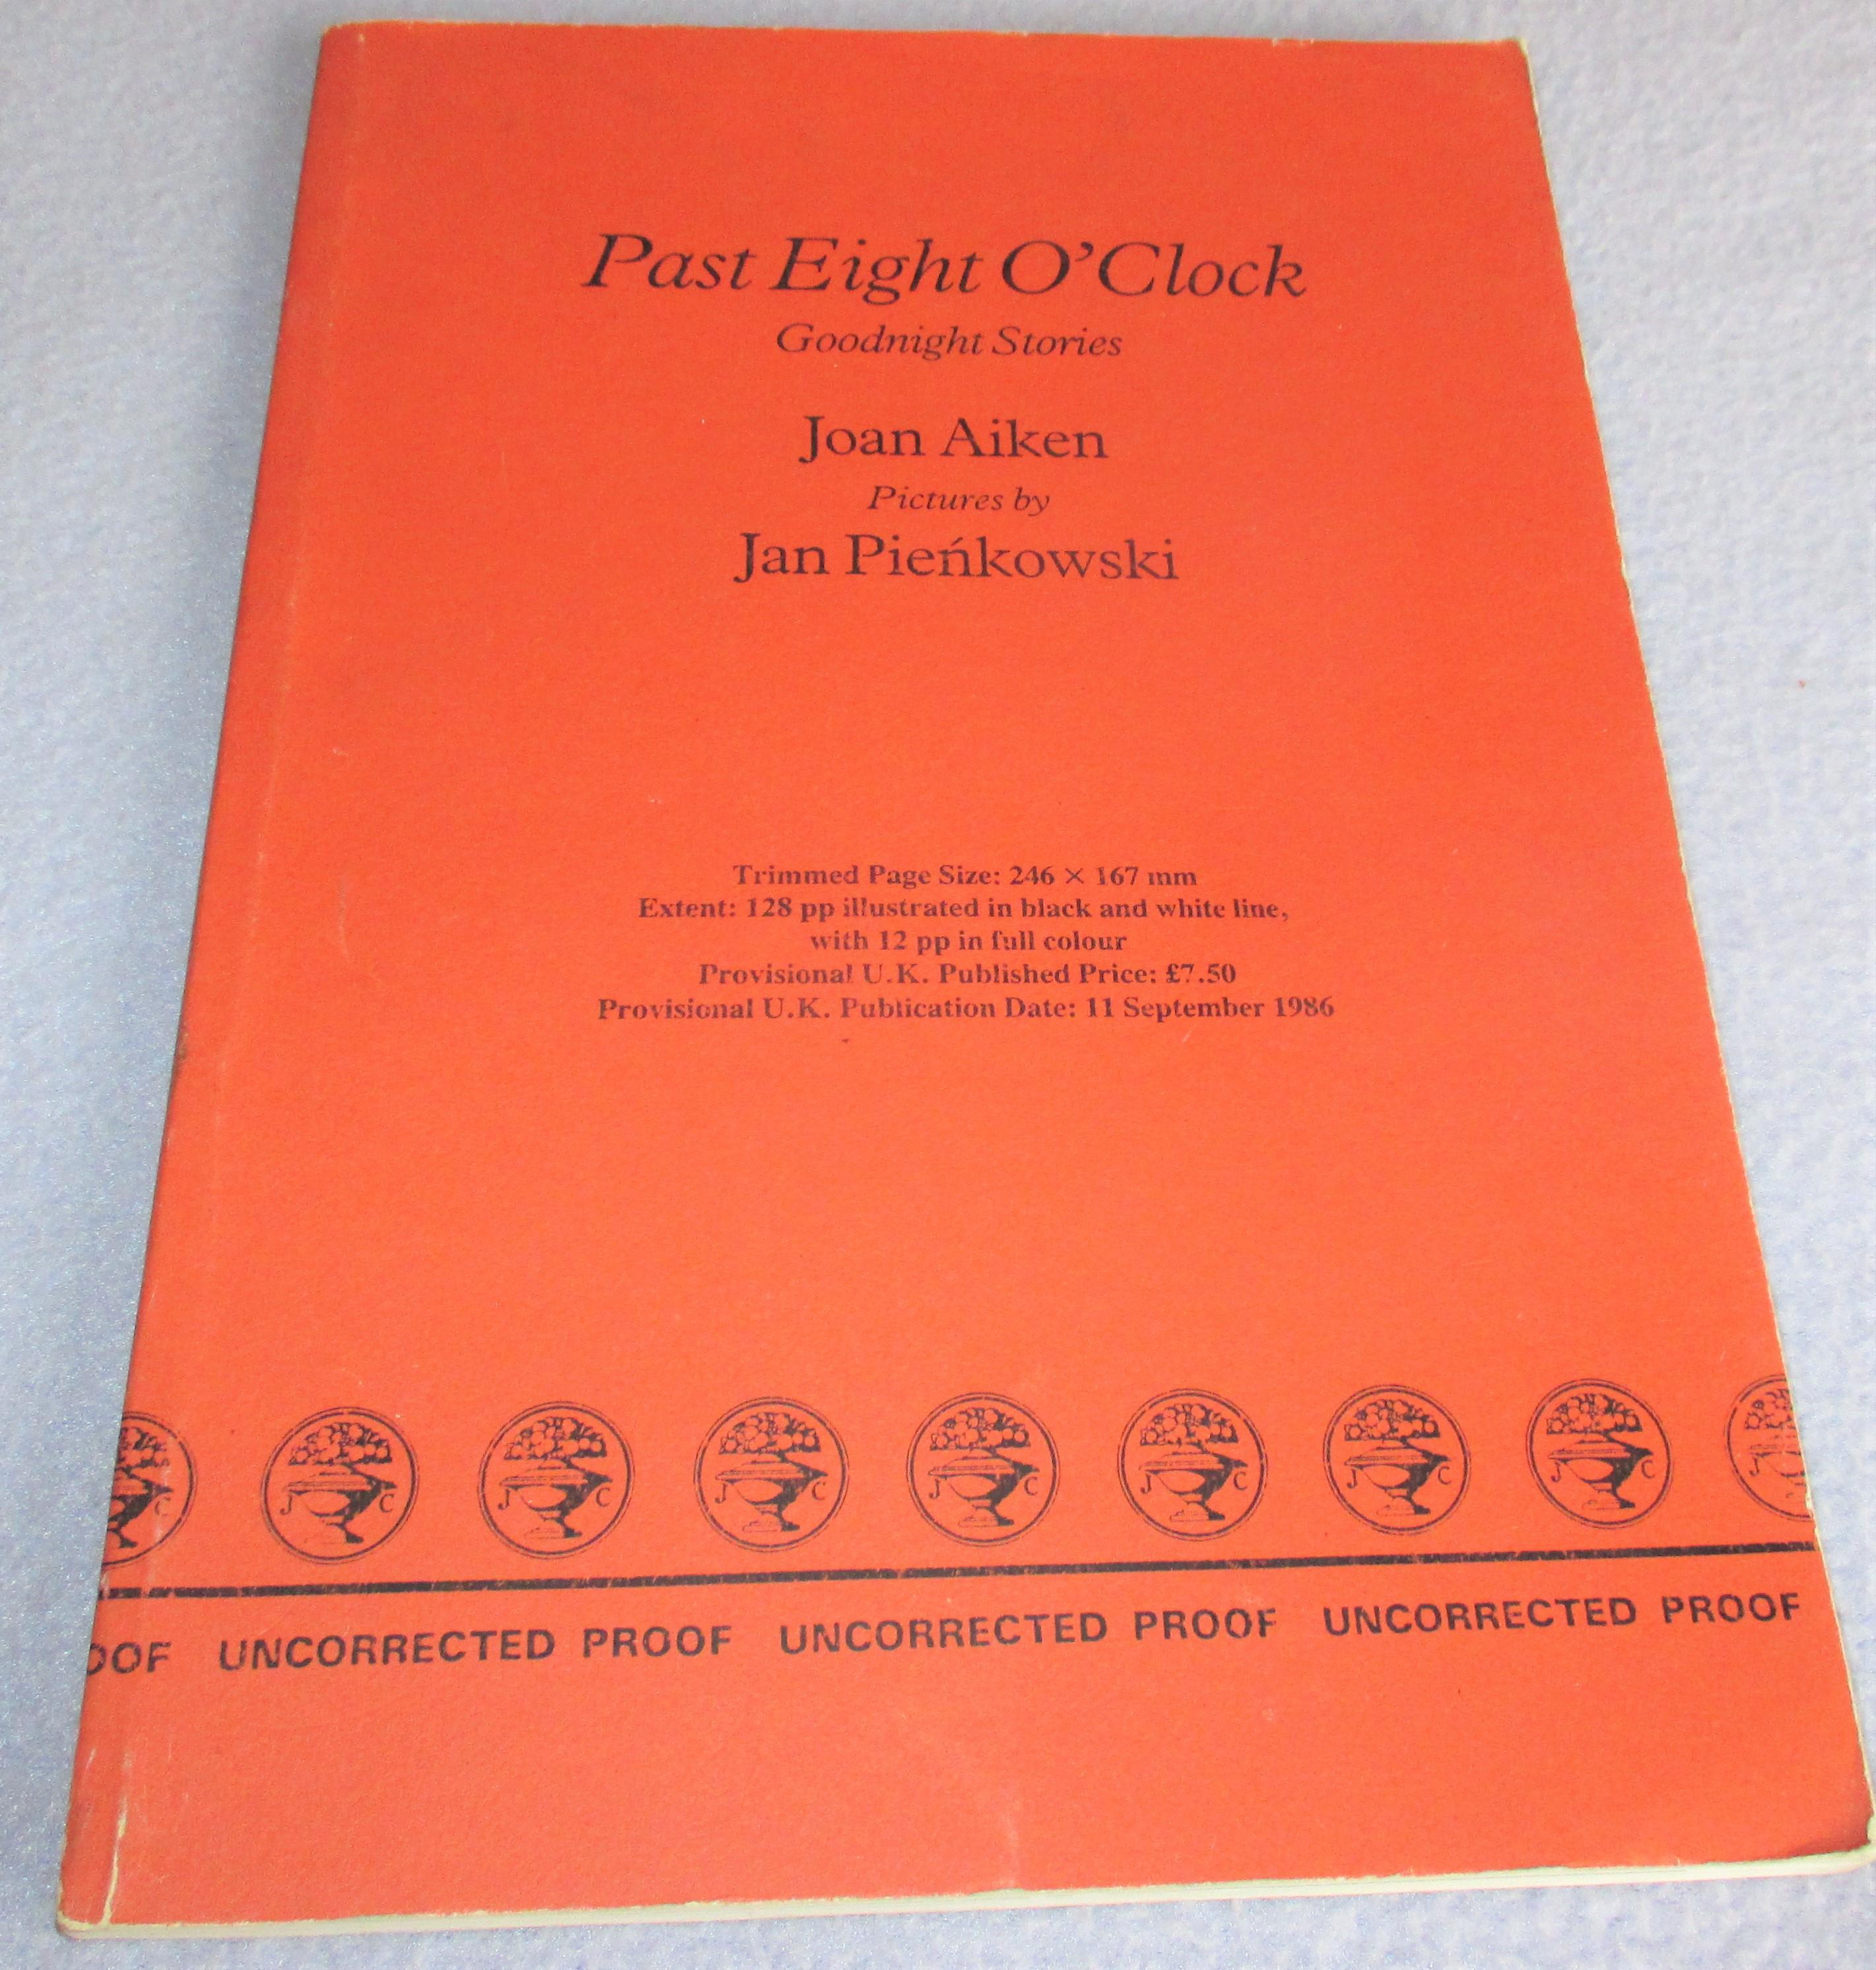 Past Eight O'Clock
Goodnight Stories
Joan Aiken
Pictures by
Jan Pieńkowski
Trimmed Page Size: 246 × 167 mm
Extent: 128 pp illustrated in black and white line,
with 12 pp in full colour
Provisional U.K. Published Price: £7.50
Provisional U.K. Publication Date: 11 September 1986
C J C J C J C J C J C J C J C J
OOF UNCORRECTED PROOF UNCORRECTED PROOF UNCORRECTED PROOF